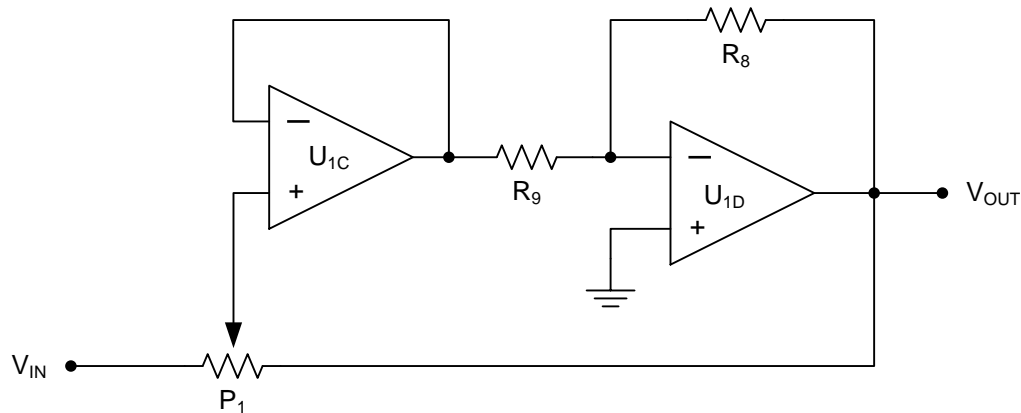 R8
−
U1C
+
R9
−
U1D
+
VOUT
VIN
P1